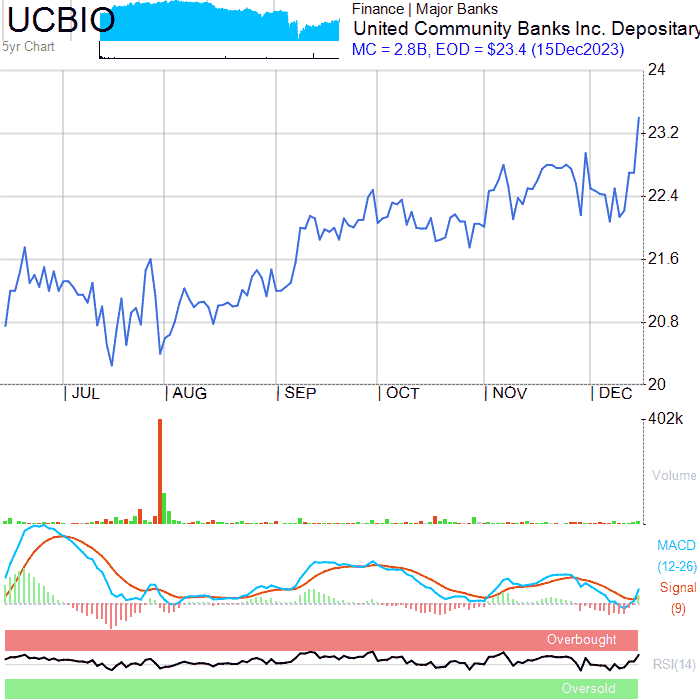 UCBIO
5yr Chart
Finance | Major Banks
United Community Banks Inc. Depositary
MC = 2.8B, EOD = $23.4 (15Dec2023)
24
23.2
22.4
21.6
20.8
20
| JUL
| AUG
| SEP
| OCT
| NOV
| DEC
402k
Volume
MACD
(12-26)
Signal
(9)
Overbought
RSI(14)
Oversold